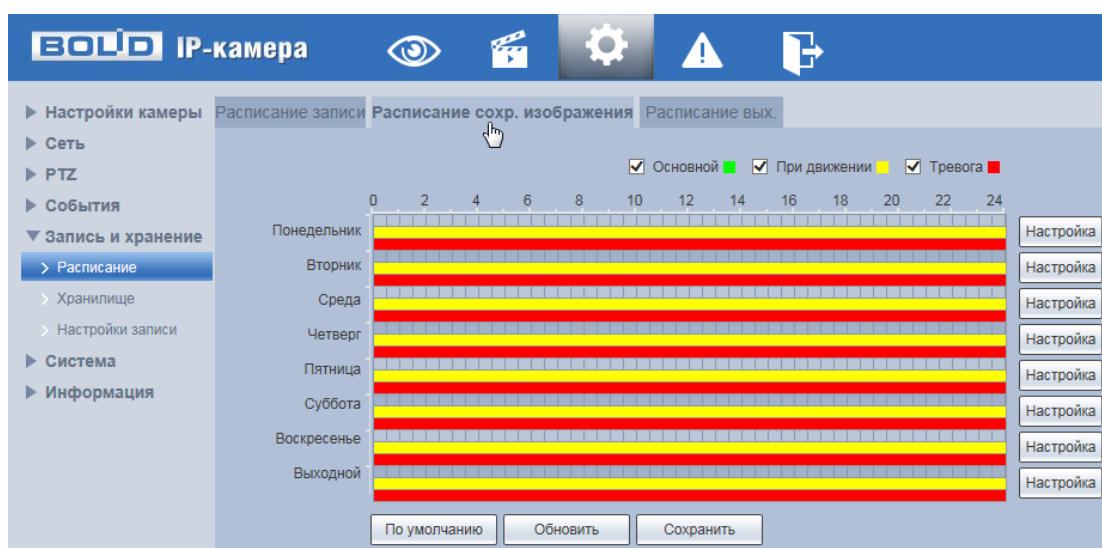 BOLID IP-камера
Настройки камеры
Сеть
PTZ
События
Запись и хранение
Расписание
Хранилище
Настройки записи
Система
Информация
Расписание записи Расписание сохр. изображения Расписание вых.
Основной При движении Тревога
0 2 4 6 8 10 12 14 16 18 20 22 24
Понедельник Настройка
Вторник Настройка
Среда Настройка
Четверг Настройка
Пятница Настройка
Суббота Настройка
Воскресенье Настройка
Выходной Настройка
По умолчанию Обновить Сохранить